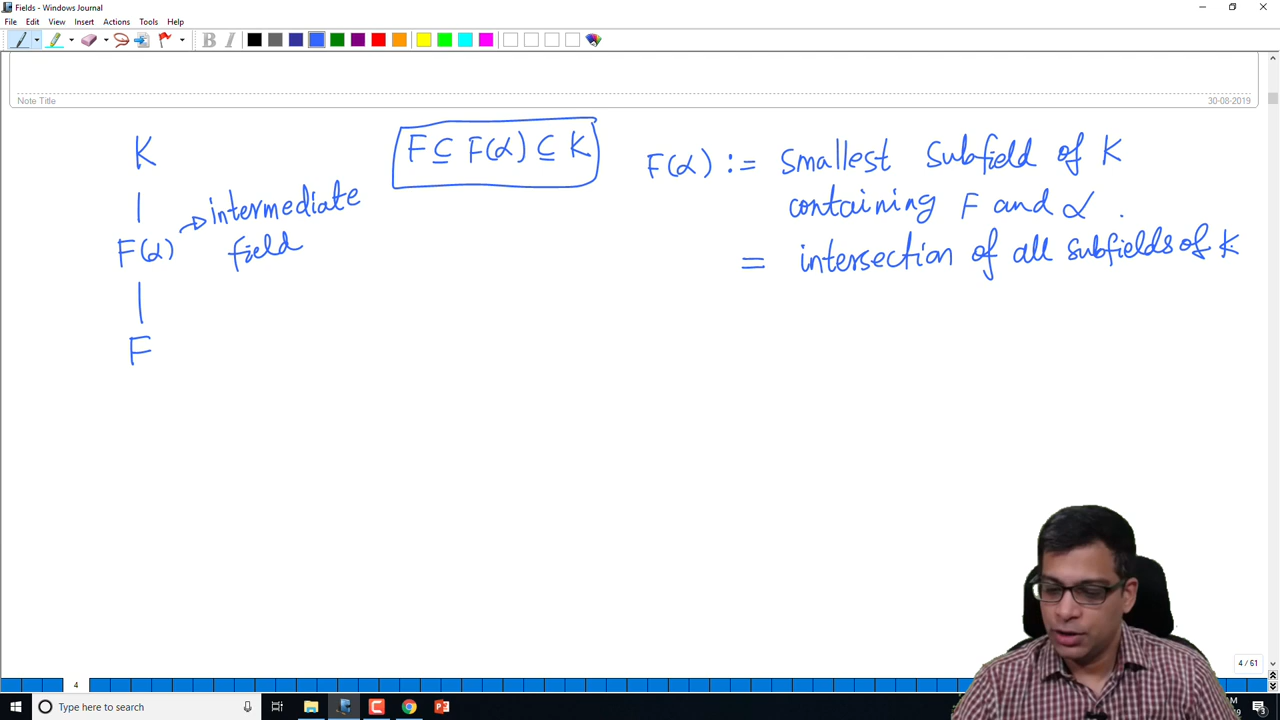 Fields - Windows Journal
File Edit View Insert Actions Tools Help
Note Title
30-08-2019
K
F ⊆ F(α) ⊆ K
F(α) := smallest subfield of K
containing F and α.
= intersection of all subfields of K
intermediate
F(α)
field
F
4 / 61
4
Type here to search